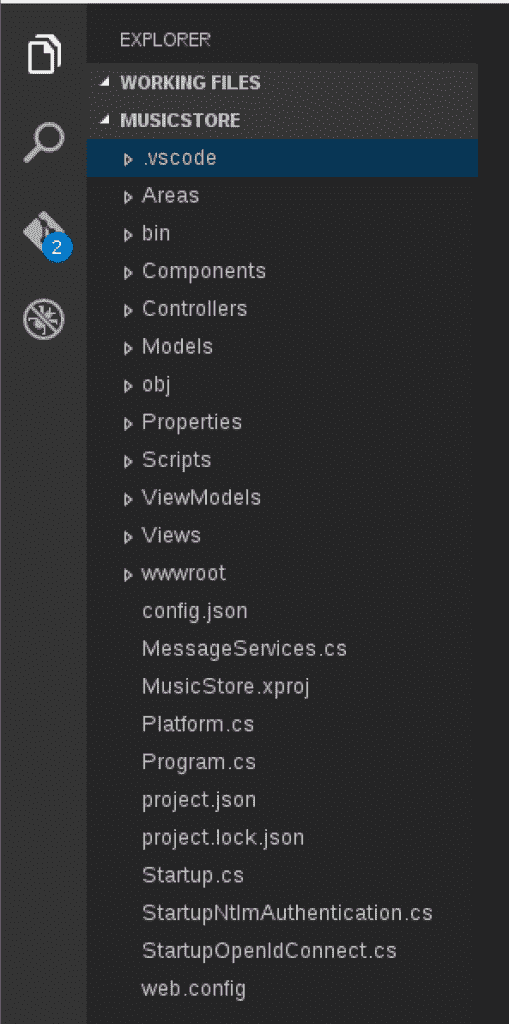 EXPLORER
WORKING FILES
MUSICSTORE
.vscode
Areas
bin
2
Components
Controllers
Models
obj
Properties
Scripts
ViewModels
Views
wwwroot
config.json
MessageServices.cs
MusicStore.xproj
Platform.cs
Program.cs
project.json
project.lock.json
Startup.cs
StartupNtlmAuthentication.cs
StartupOpenIdConnect.cs
web.config